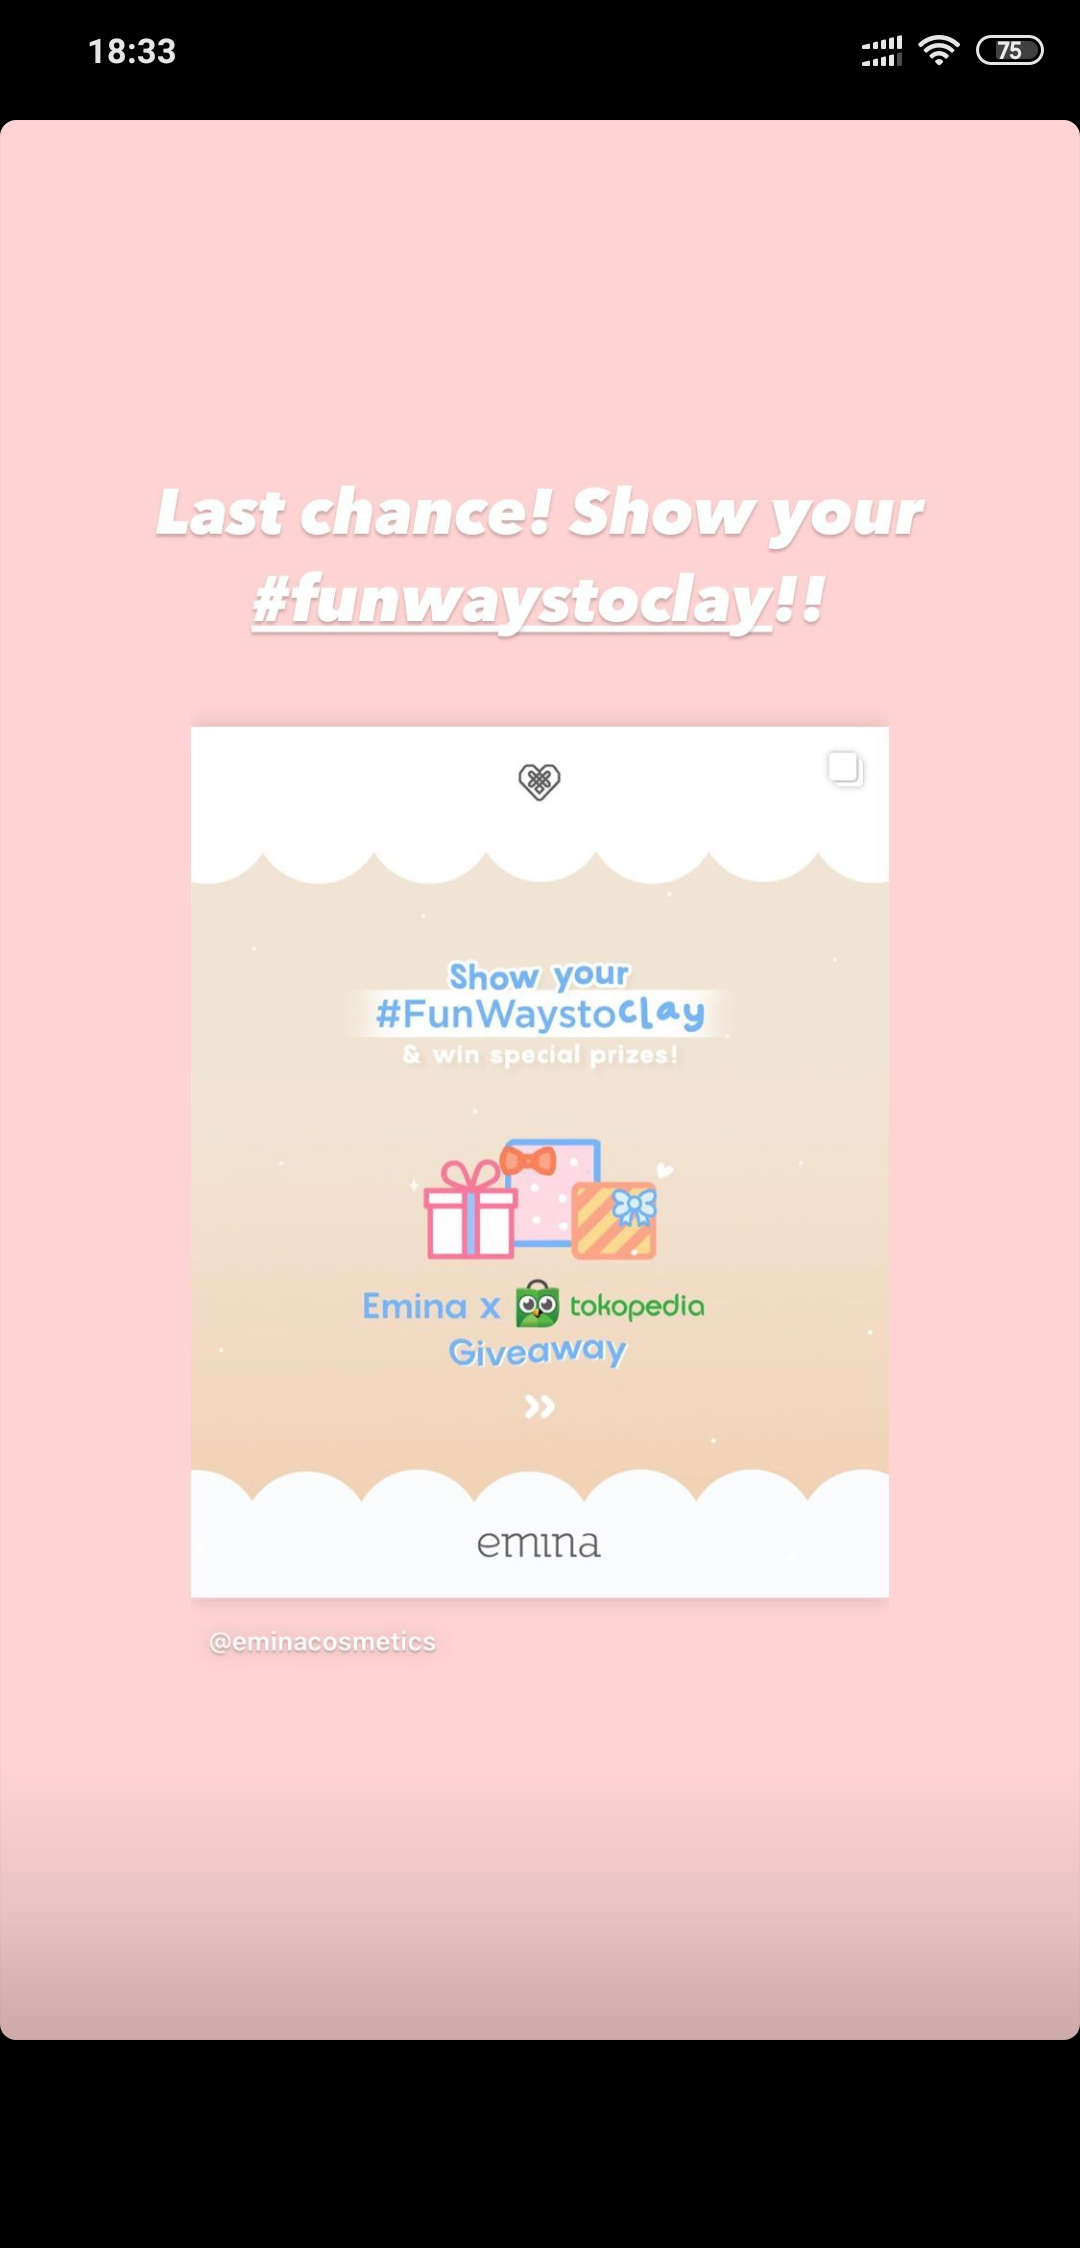 18:33
75
Last chance! Show your
#funwaystoclay!!
Show your
#FunWaystoclay
& win special prizes!
Emina x tokopedia
Giveaway
emina
@eminacosmetics